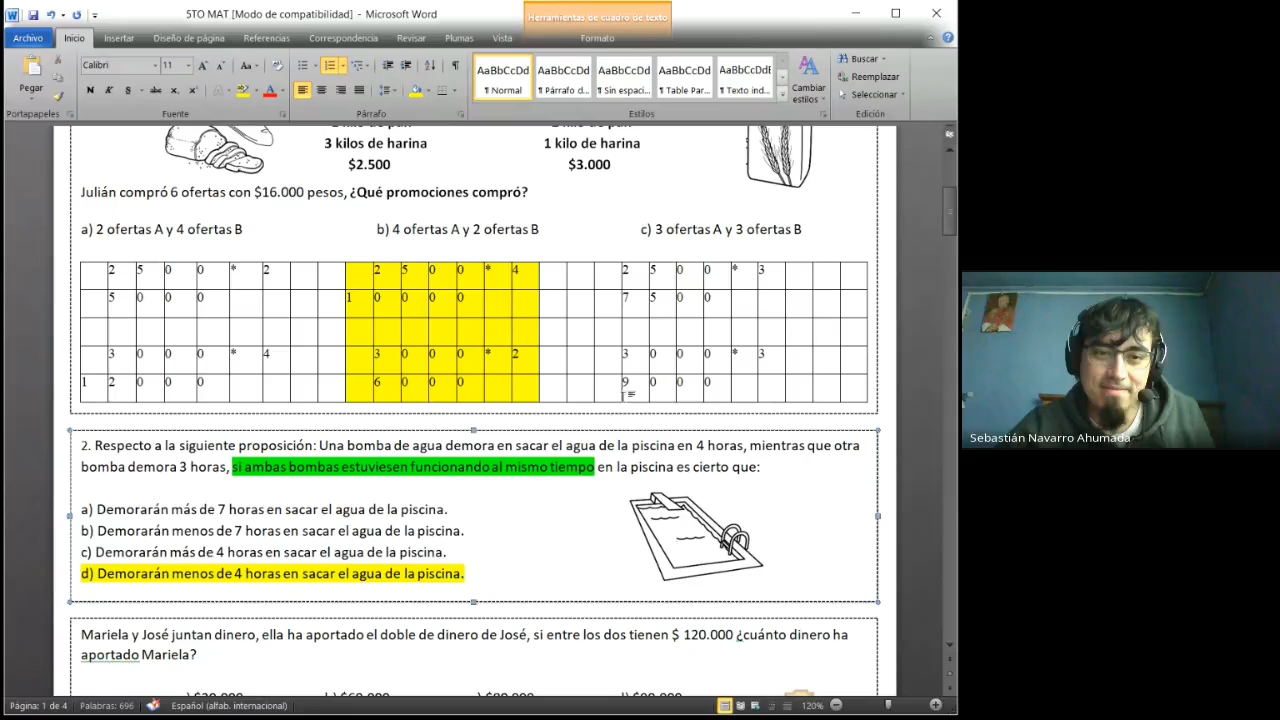 5TO MAT [Modo de compatibilidad] - Microsoft Word
Herramientas de cuadro de texto
Archivo Inicio Insertar Diseño de página Referencias Correspondencia Revisar Plumas Vista Formato
Pegar
Calibri 11
AaBbCcDd AaBbCcDd AaBbCcDd AaBbCcDd AaBbCcDd
¶ Normal ¶ Párrafo d... ¶ Sin espaci... ¶ Table Par... ¶ Texto ind...
Cambiar estilos
Buscar
Reemplazar
Seleccionar
Portapapeles Fuente Párrafo Estilos Edición
3 kilos de harina 1 kilo de harina
$2.500 $3.000
Julián compró 6 ofertas con $16.000 pesos, ¿Qué promociones compró?
a) 2 ofertas A y 4 ofertas B b) 4 ofertas A y 2 ofertas B c) 3 ofertas A y 3 ofertas B
2 5 0 0 * 2 2 5 0 0 * 4 2 5 0 0 * 3
5 0 0 0 1 0 0 0 0 7 5 0 0
3 0 0 0 * 4 3 0 0 0 * 2 3 0 0 0 * 3
1 2 0 0 0 6 0 0 0 9 0 0 0
2. Respecto a la siguiente proposición: Una bomba de agua demora en sacar el agua de la piscina en 4 horas, mientras que otra
bomba demora 3 horas, si ambas bombas estuviesen funcionando al mismo tiempo en la piscina es cierto que:
a) Demorarán más de 7 horas en sacar el agua de la piscina.
b) Demorarán menos de 7 horas en sacar el agua de la piscina.
c) Demorarán más de 4 horas en sacar el agua de la piscina.
d) Demorarán menos de 4 horas en sacar el agua de la piscina.
Mariela y José juntan dinero, ella ha aportado el doble de dinero de José, si entre los dos tienen $ 120.000 ¿cuánto dinero ha
aportado Mariela?
Página: 1 de 4 Palabras: 696 Español (alfab. internacional) 120%
Sebastián Navarro Ahumada